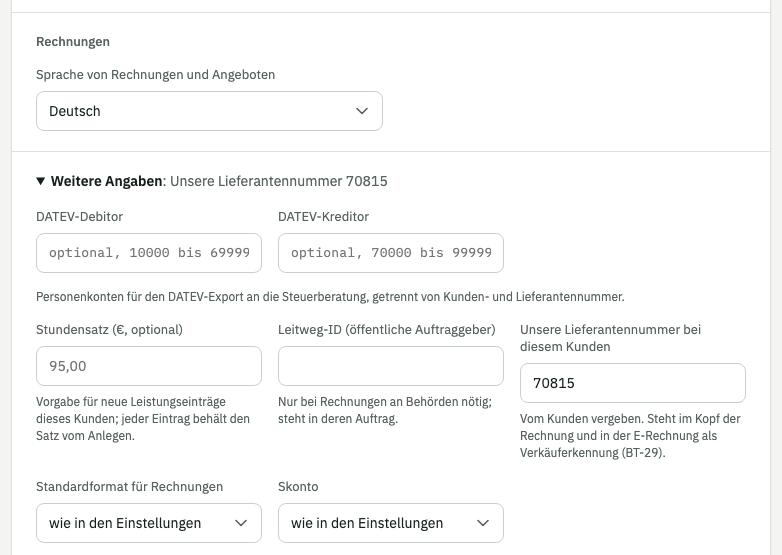 Rechnungen
Sprache von Rechnungen und Angeboten
Deutsch
▼ Weitere Angaben: Unsere Lieferantennummer 70815
DATEV-Debitor
DATEV-Kreditor
optional, 10000 bis 69999
optional, 70000 bis 99999
Personenkonten für den DATEV-Export an die Steuerberatung, getrennt von Kunden- und Lieferantennummer.
Stundensatz (€, optional)
95,00
Vorgabe für neue Leistungseinträge
dieses Kunden; jeder Eintrag behält den
Satz vom Anlegen.
Leitweg-ID (öffentliche Auftraggeber)
Nur bei Rechnungen an Behörden nötig;
steht in deren Auftrag.
Unsere Lieferantennummer bei
diesem Kunden
70815
Vom Kunden vergeben. Steht im Kopf der
Rechnung und in der E-Rechnung als
Verkäuferkennung (BT-29).
Standardformat für Rechnungen
wie in den Einstellungen
Skonto
wie in den Einstellungen